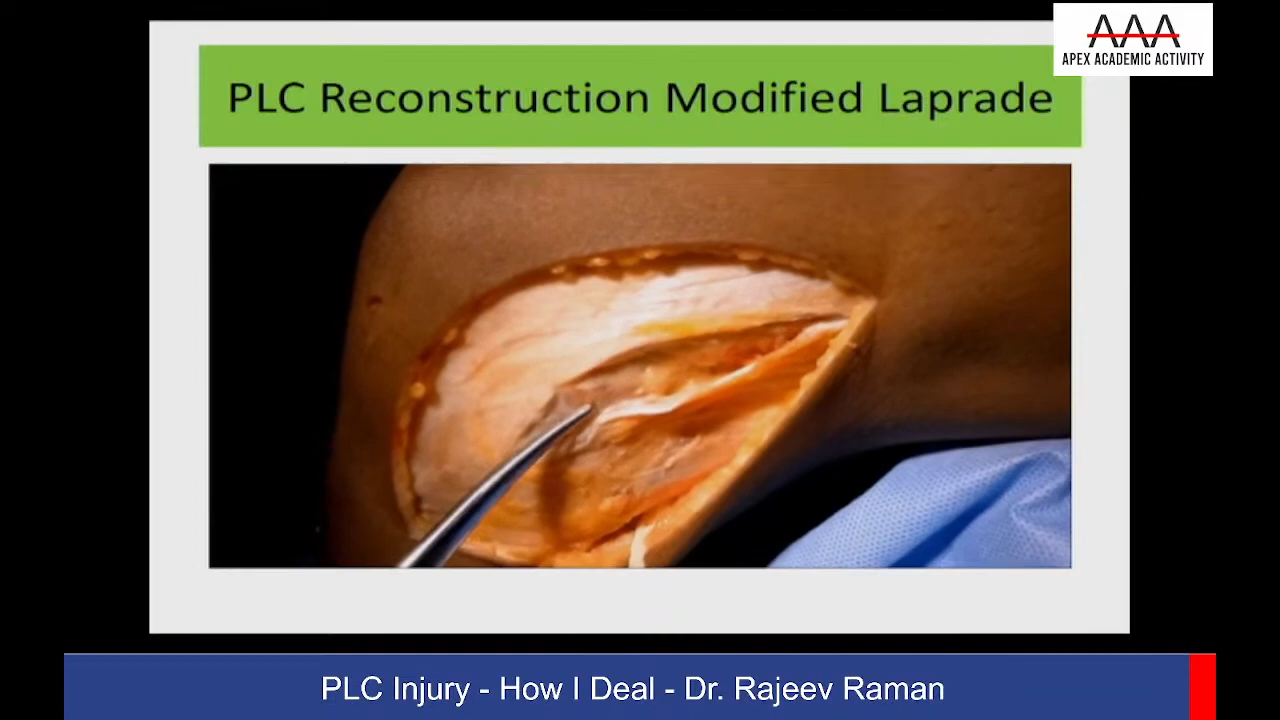 AAA
APEX ACADEMIC ACTIVITY
PLC Reconstruction Modified Laprade
PLC Injury - How I Deal - Dr. Rajeev Raman